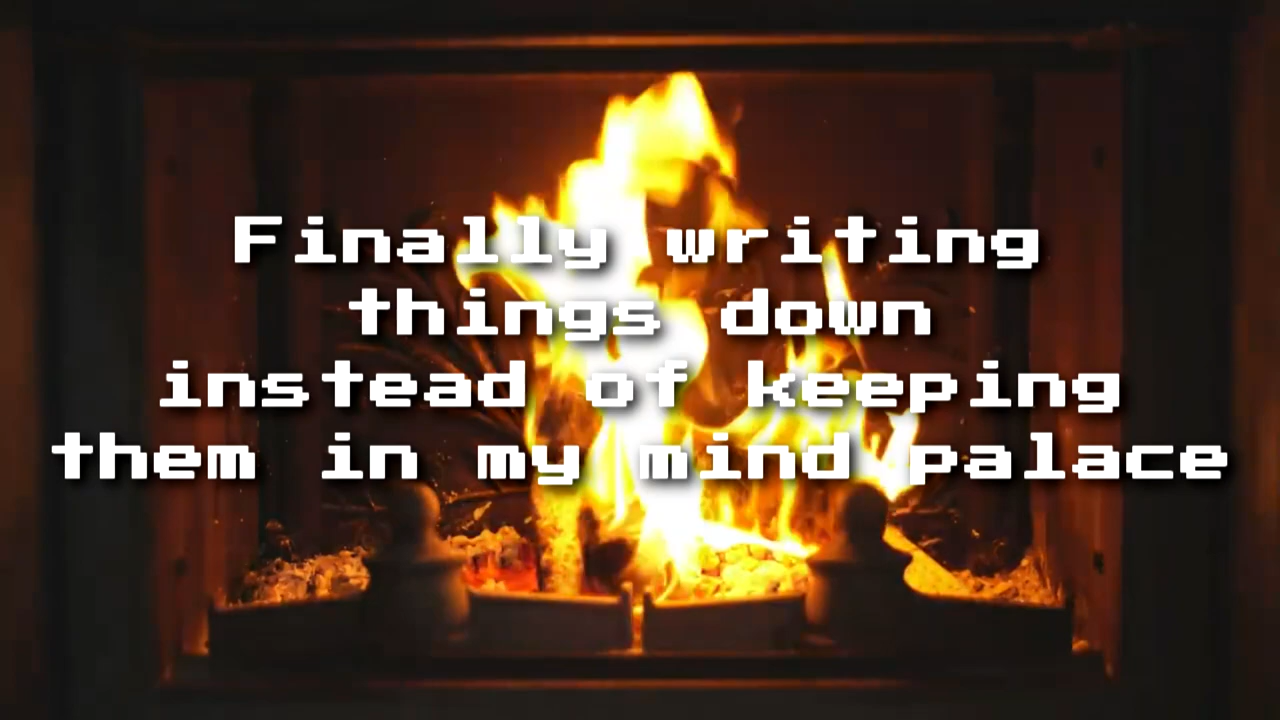 Finally writing
things down
instead of keeping
them in my mind palace